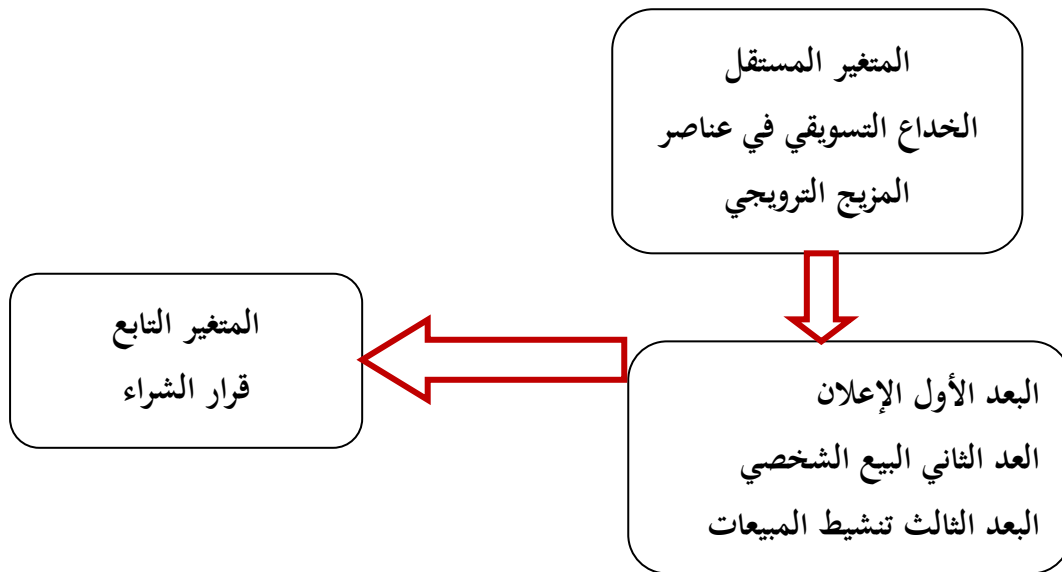 المتغير المستقل
الخداع التسويقي في عناصر
المزيج الترويجي
المتغير التابع
قرار الشراء
البعد الأول الإعلان
العد الثاني البيع الشخصي
البعد الثالث تنشيط المبيعات